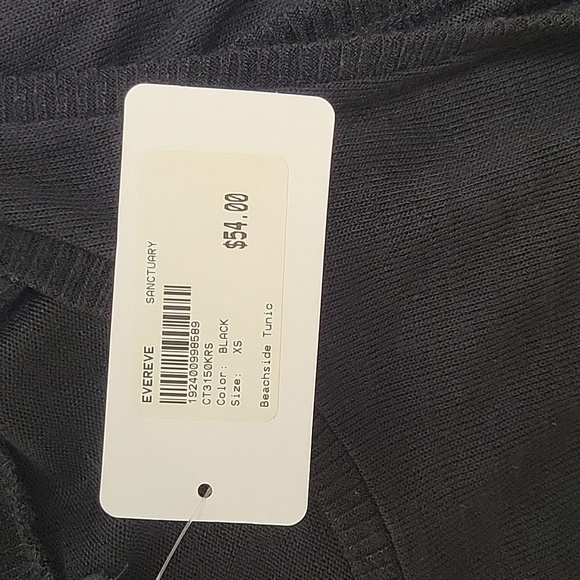 EVEREVE SANCTUARY
192400998589
CT3150KRS
Color: BLACK
Size: XS
$54.00
Beachside Tunic